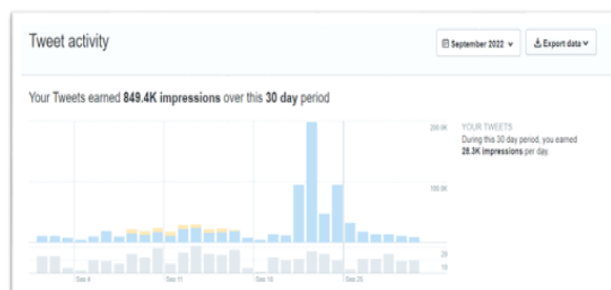 Tweet activity
September 2022
Export data
Your Tweets earned 849.4K impressions over this 30 day period
YOUR TWEETS
During this 30 day period, you earned
28.3K impressions per day.
200.0K
100.0K
20
10
Sep 4
Sep 11
Sep 18
Sep 25